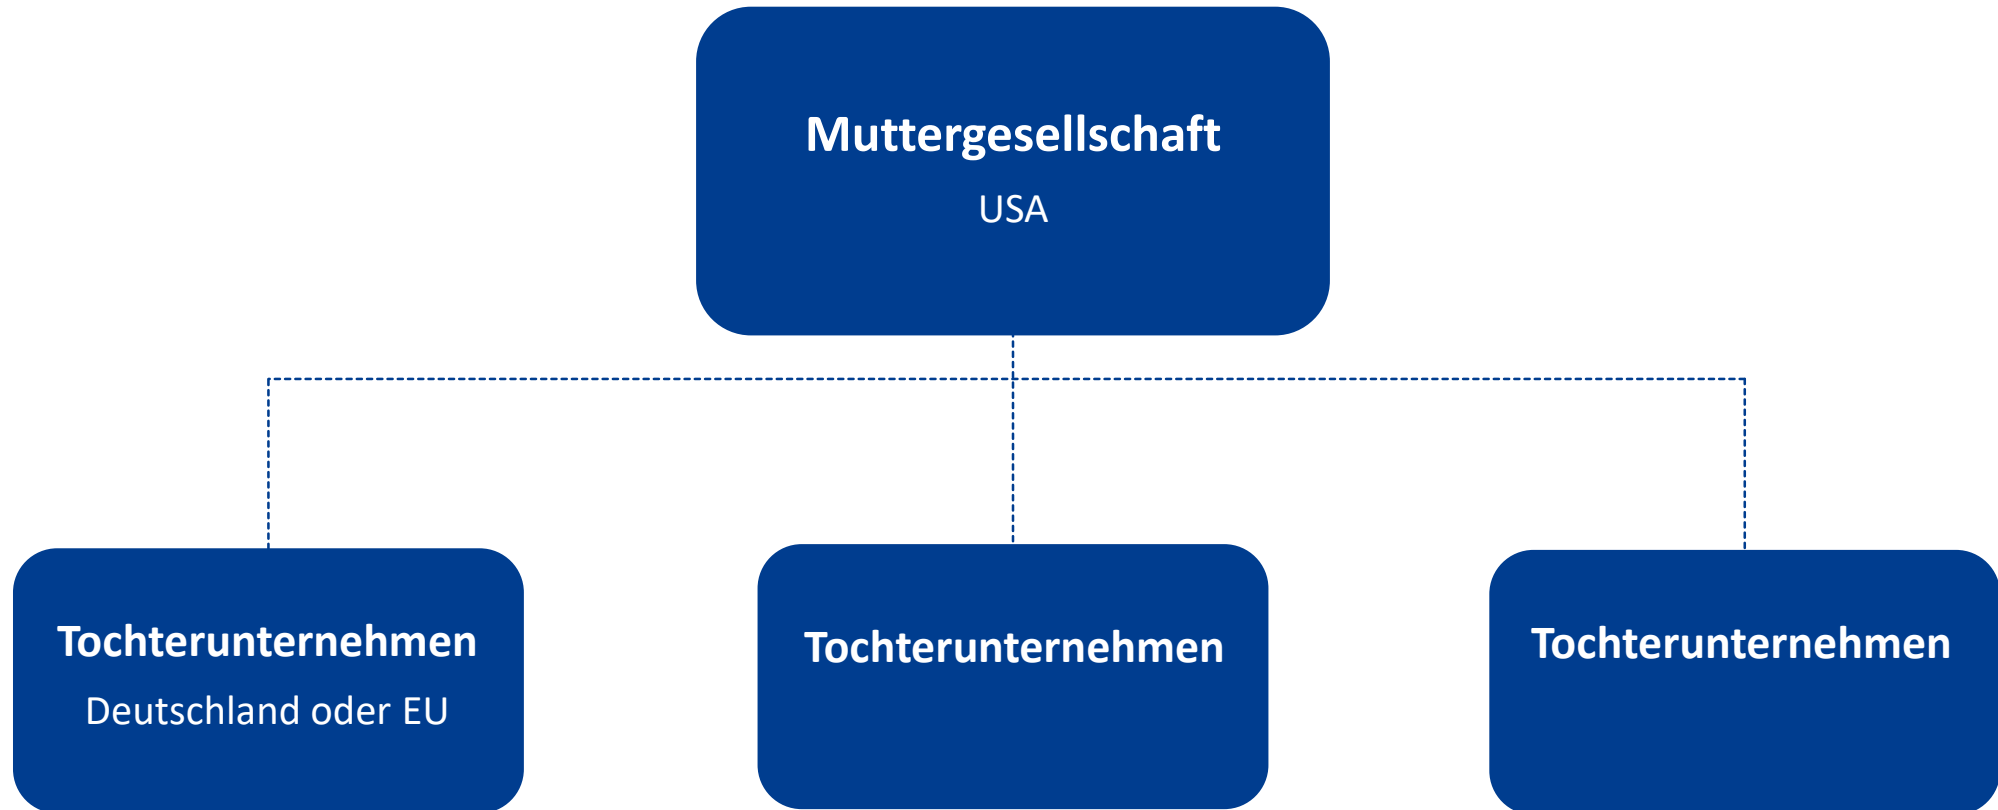 Muttergesellschaft
USA
Tochterunternehmen
Deutschland oder EU
Tochterunternehmen
Tochterunternehmen